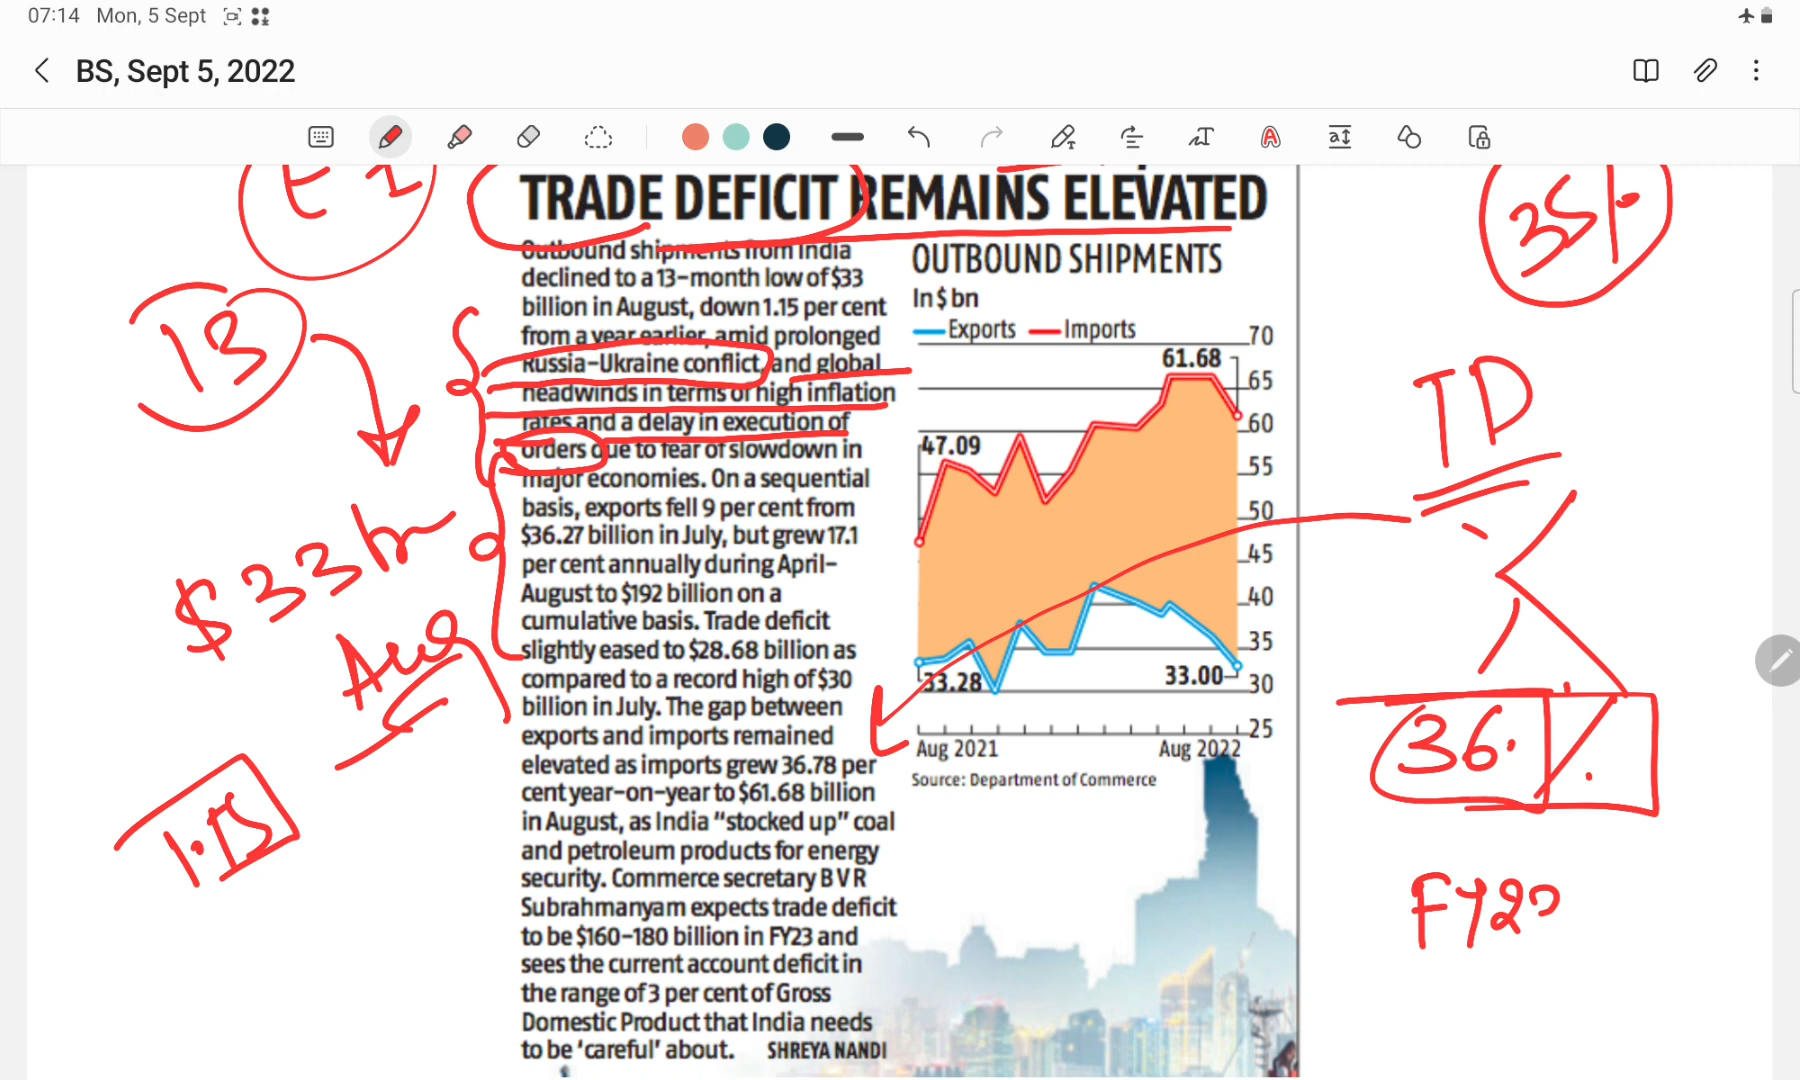 07:14 Mon, 5 Sept
BS, Sept 5, 2022
TRADE DEFICIT REMAINS ELEVATED
Outbound shipments from India
declined to a 13-month low of $33
billion in August, down 1.15 per cent
from a year earlier, amid prolonged
Russia-Ukraine conflict, and global
headwinds in terms of high inflation
rates and a delay in execution of
orders due to fear of slowdown in
major economies. On a sequential
basis, exports fell 9 per cent from
$36.27 billion in July, but grew 17.1
per cent annually during April-
August to $192 billion on a
cumulative basis. Trade deficit
slightly eased to $28.68 billion as
compared to a record high of $30
billion in July. The gap between
exports and imports remained
elevated as imports grew 36.78 per
cent year-on-year to $61.68 billion
in August, as India “stocked up” coal
and petroleum products for energy
security. Commerce secretary B V R
Subrahmanyam expects trade deficit
to be $160-180 billion in FY23 and
sees the current account deficit in
the range of 3 per cent of Gross
Domestic Product that India needs
to be ‘careful’ about. SHREYA NANDI
OUTBOUND SHIPMENTS
In $ bn
Exports Imports
70
61.68
65
60
47.09
55
50
45
40
35
33.28
33.00
30
25
Aug 2021 Aug 2022
Source: Department of Commerce
13
$33bn
Aug
1.15
35%
TD
36%